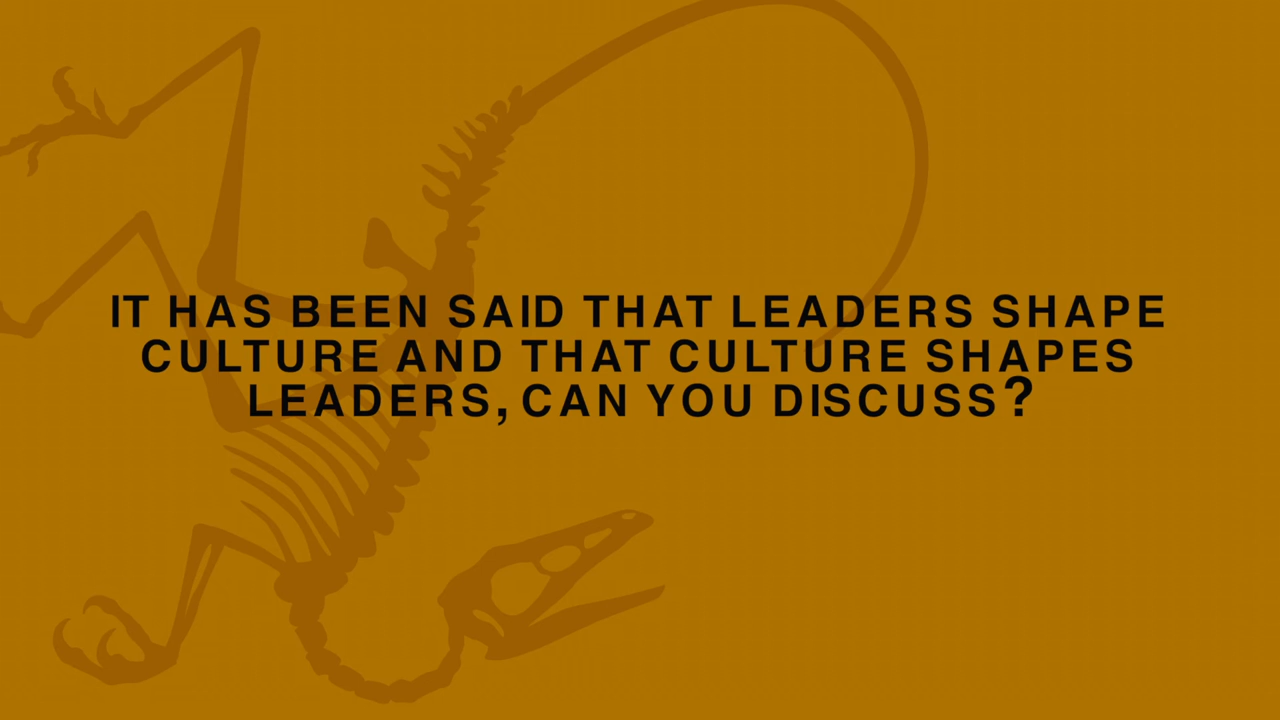 IT HAS BEEN SAID THAT LEADERS SHAPE
CULTURE AND THAT CULTURE SHAPES
LEADERS, CAN YOU DISCUSS?